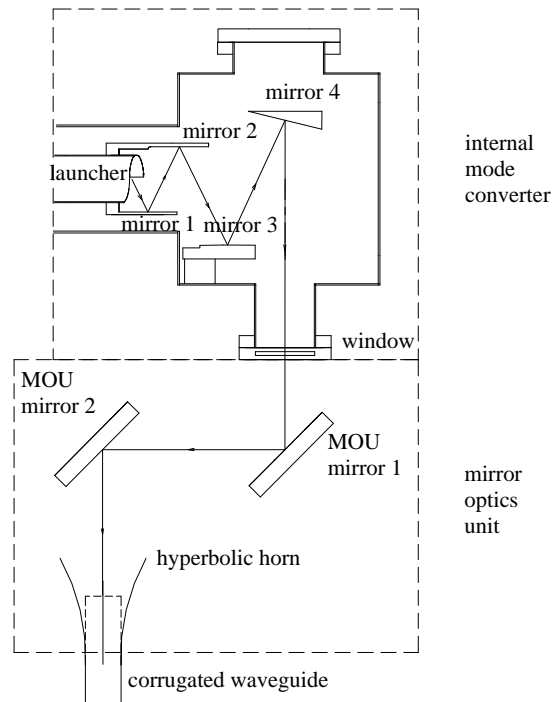 mirror 4
mirror 2
launcher
mirror 1
mirror 3
internal
mode
converter
window
MOU
mirror 2
MOU
mirror 1
mirror
optics
unit
hyperbolic horn
corrugated waveguide